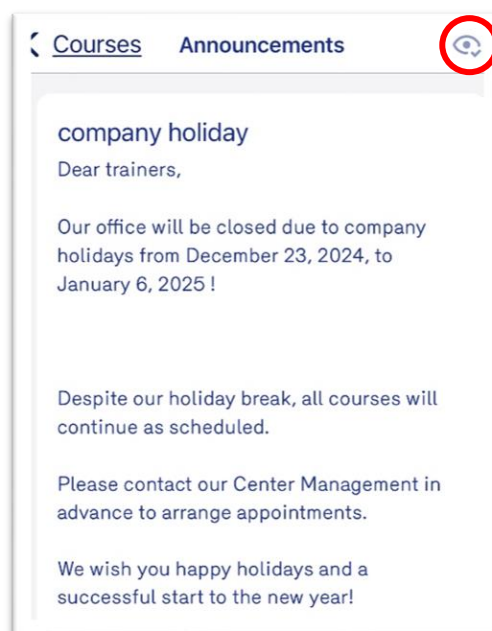 Courses Announcements
company holiday
Dear trainers,
Our office will be closed due to company
holidays from December 23, 2024, to
January 6, 2025 !
Despite our holiday break, all courses will
continue as scheduled.
Please contact our Center Management in
advance to arrange appointments.
We wish you happy holidays and a
successful start to the new year!